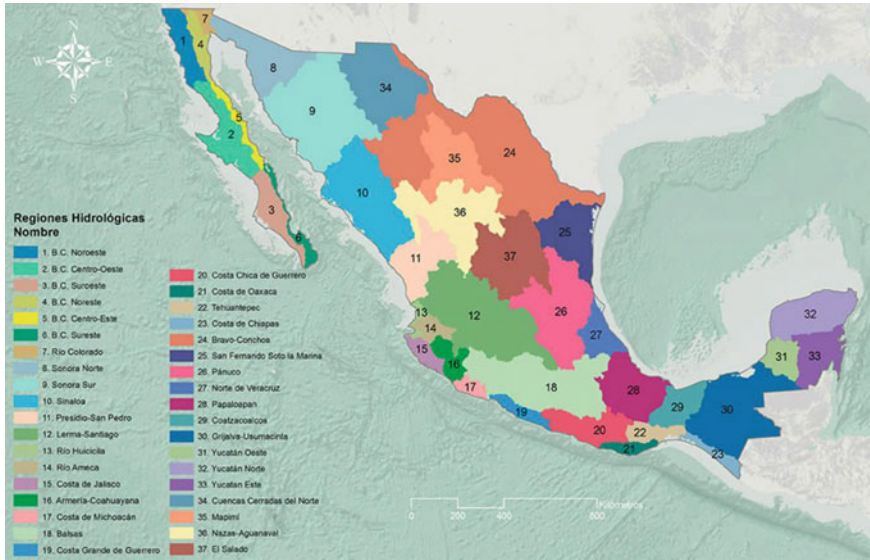 N
W E
S
1
4
7
8
9
34
5
2
3
6
10
35
24
36
25
37
11
26
13
12
14
15
16
17
18
27
28
19
20
21
22
29
30
23
31
32
33
Regiones Hidrológicas
Nombre
1. B.C. Noroeste
2. B.C. Centro-Oeste
3. B.C. Suroeste
4. B.C. Noreste
5. B.C. Centro-Este
6. B.C. Sureste
7. Río Colorado
8. Sonora Norte
9. Sonora Sur
10. Sinaloa
11. Presidio-San Pedro
12. Lerma-Santiago
13. Río Huicicila
14. Río Ameca
15. Costa de Jalisco
16. Armería-Coahuayana
17. Costa de Michoacán
18. Balsas
19. Costa Grande de Guerrero
20. Costa Chica de Guerrero
21. Costa de Oaxaca
22. Tehuantepec
23. Costa de Chiapas
24. Bravo-Conchos
25. San Fernando Soto la Marina
26. Pánuco
27. Norte de Veracruz
28. Papaloapan
29. Coatzacoalcos
30. Grijalva-Usumacinta
31. Yucatán Oeste
32. Yucatán Norte
33. Yucatan Este
34. Cuencas Cerradas del Norte
35. Mapimí
36. Nazas-Aguanaval
37. El Salado
Kilómetros
0 200 400 800